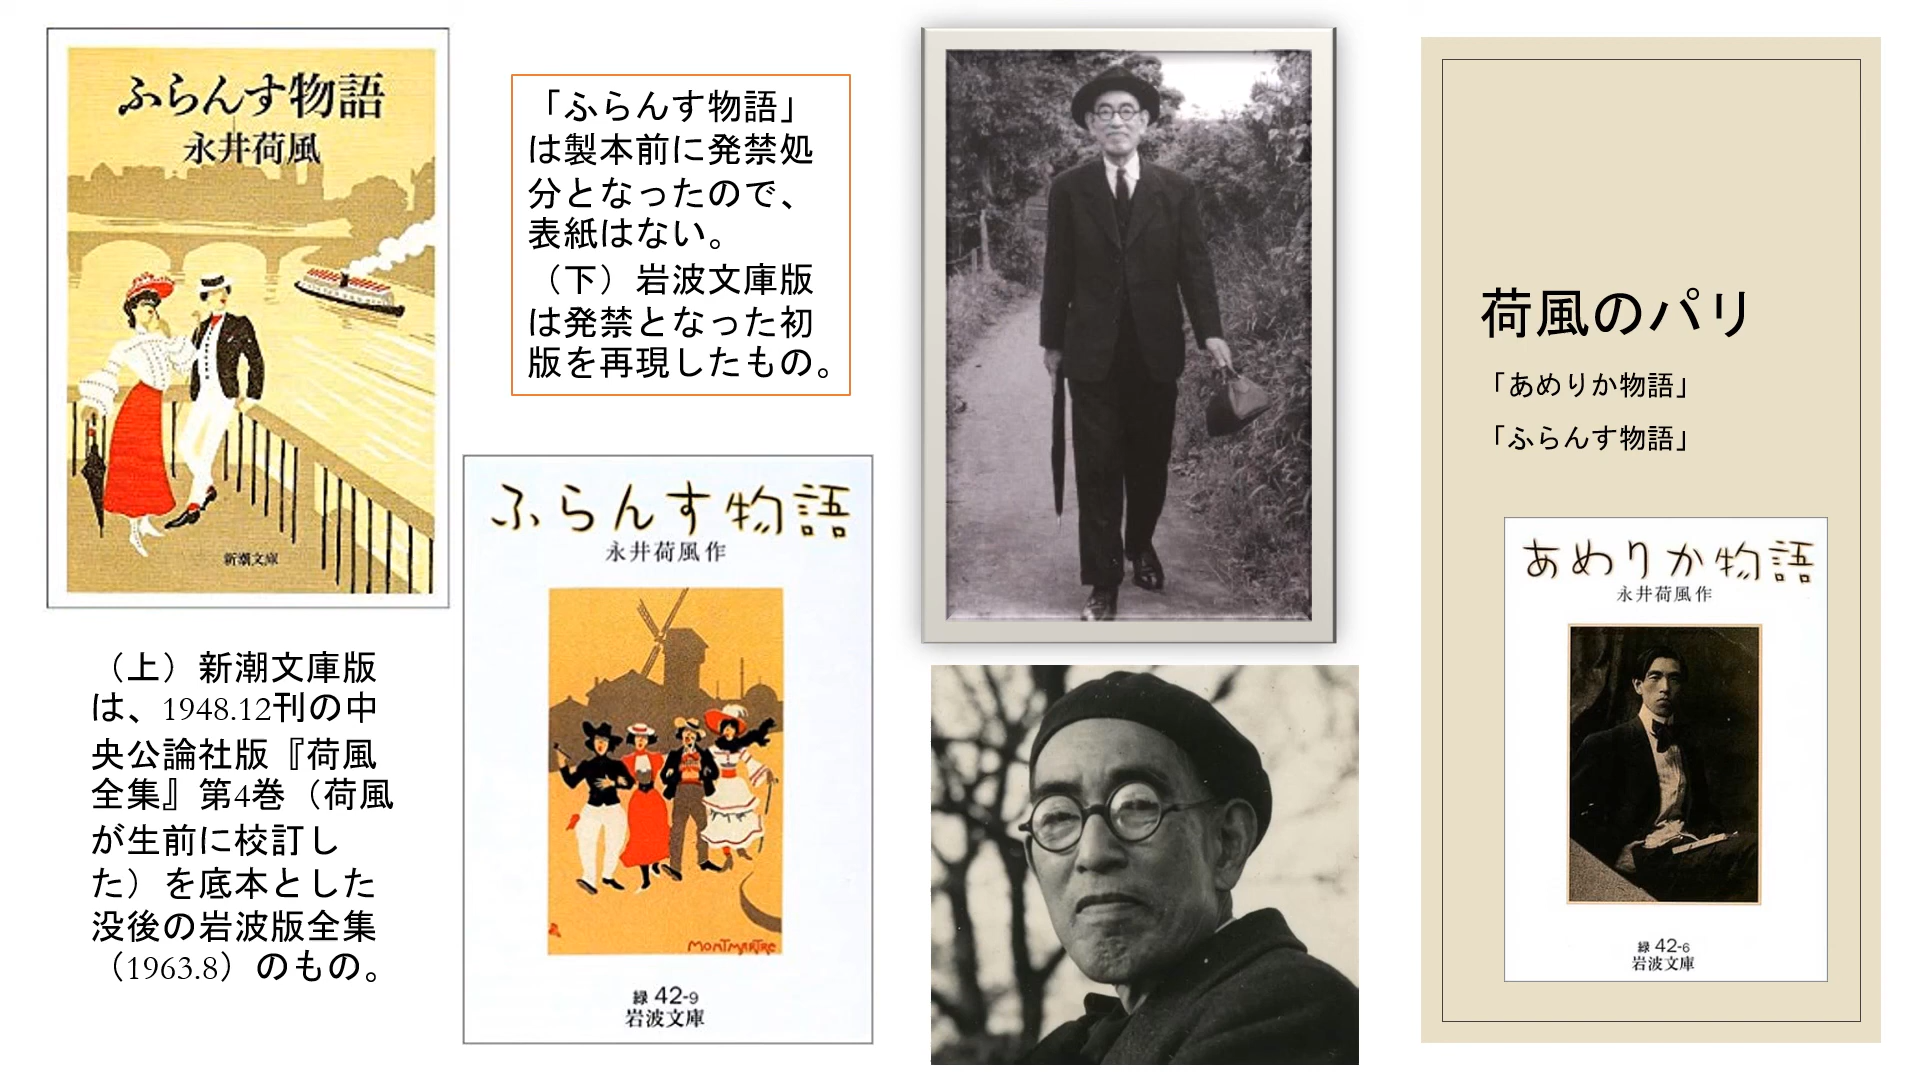 ふらんす物語
永井荷風
新潮文庫
（上）新潮文庫版
は、1948.12刊の中
央公論社版『荷風
全集』第4巻（荷風
が生前に校訂し
た）を底本とした
没後の岩波版全集
（1963.8）のもの。
「ふらんす物語」
は製本前に発禁処
分となったので、
表紙はない。
（下）岩波文庫版
は発禁となった初
版を再現したもの。
ふらんす物語
永井荷風作
MONTMARTRE
緑 42-9
岩波文庫
荷風のパリ
「あめりか物語」
「ふらんす物語」
あめりか物語
永井荷風作
緑 42-6
岩波文庫